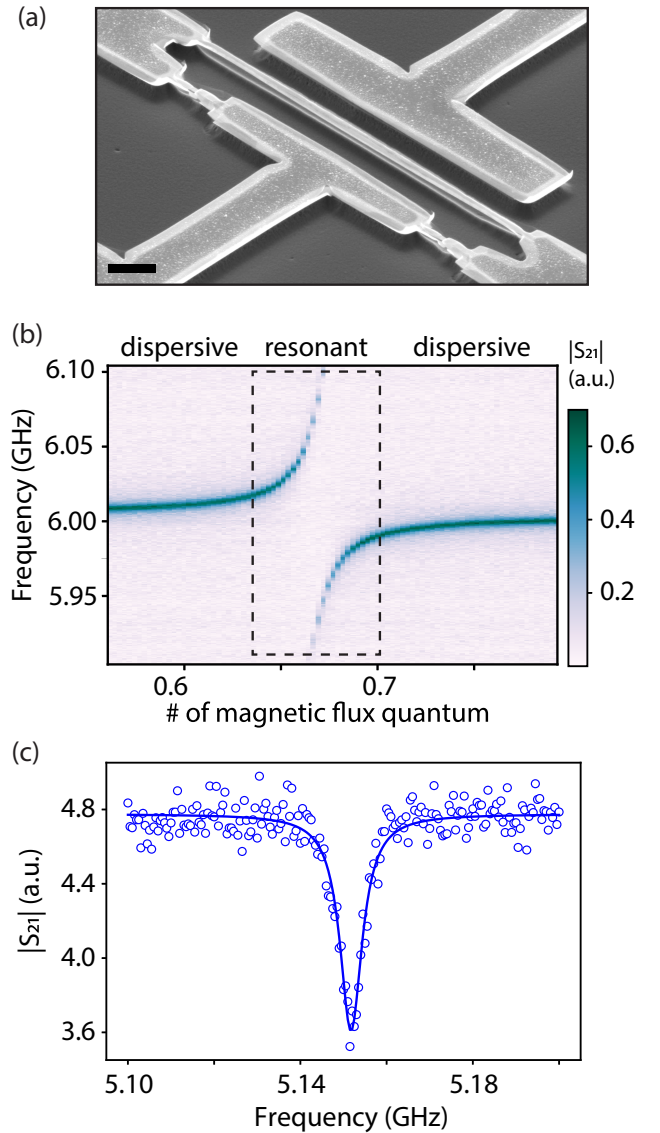 (a)
(b)
dispersive resonant dispersive
|S₂₁|
(a.u.)
6.10
6.05
6.00
5.95
Frequency (GHz)
0.6
0.4
0.2
0.6 0.7
# of magnetic flux quantum
(c)
4.8
4.4
4.0
3.6
|S₂₁| (a.u.)
5.10 5.14 5.18
Frequency (GHz)